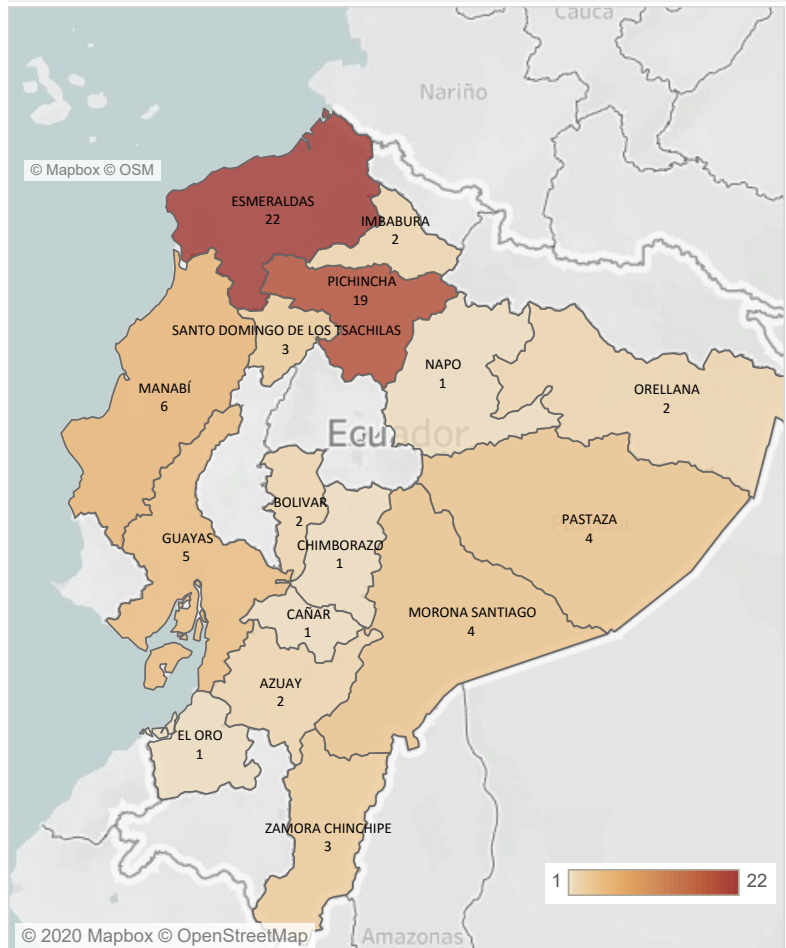 Cauca
Nariño
© Mapbox © OSM
ESMERALDAS
22
IMBABURA
2
PICHINCHA
19
SANTO DOMINGO DE LOS TSACHILAS
3
NAPO
1
MANABÍ
6
ORELLANA
2
Ecuador
BOLIVAR
2
PASTAZA
4
GUAYAS
5
CHIMBORAZO
1
CAÑAR
1
MORONA SANTIAGO
4
AZUAY
2
EL ORO
1
ZAMORA CHINCHIPE
3
1
22
© 2020 Mapbox © OpenStreetMap
Amazonas